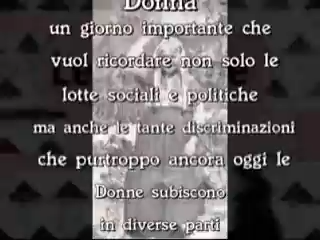 Donna
un giorno importante che
vuol ricordare non solo le
lotte sociali e politiche
ma anche le tante discriminazioni
che purtroppo ancora oggi le
Donne subiscono
in diverse parti